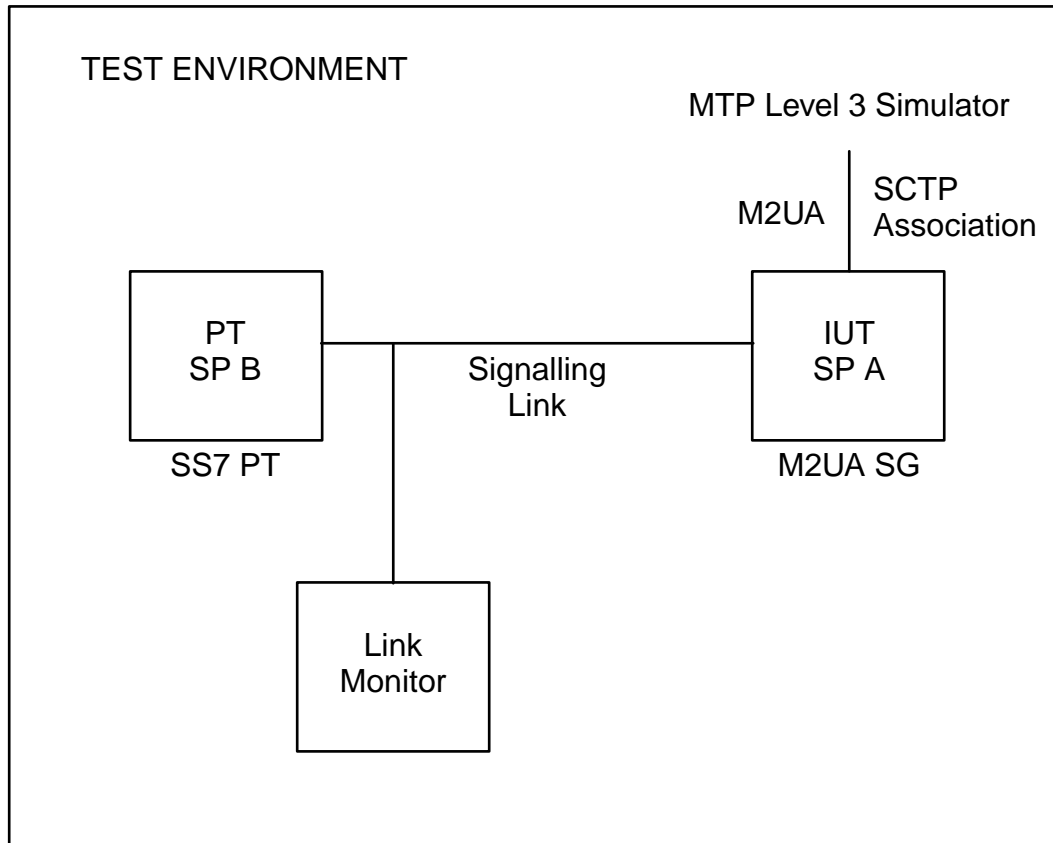 TEST ENVIRONMENT
MTP Level 3 Simulator
M2UA
SCTP
Association
PT
SP B
Signalling
Link
IUT
SP A
SS7 PT
M2UA SG
Link
Monitor